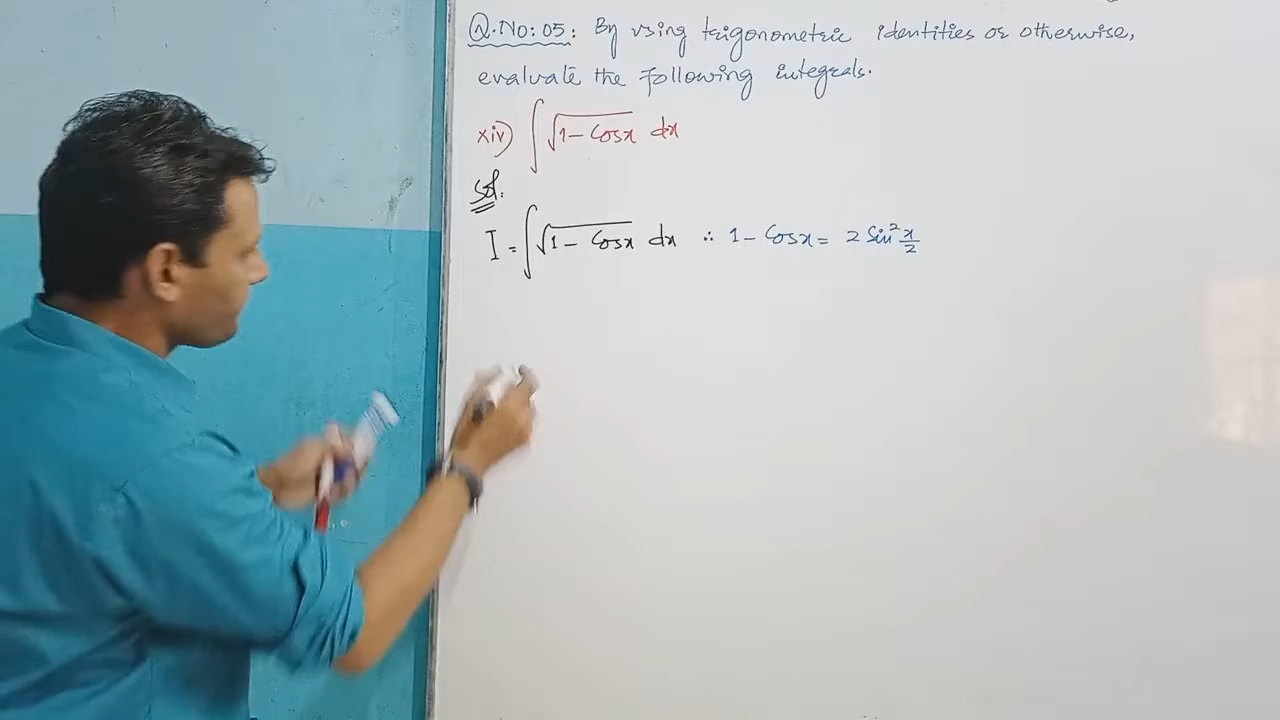 Q.No: 05: By using trigonometric identities or otherwise,
evaluate the following integrals.
xiv) ∫√(1 - Cosx) dx
Sol:
I = ∫√(1 - Cosx) dx ∴ 1 - Cosx = 2 Sin² x/2